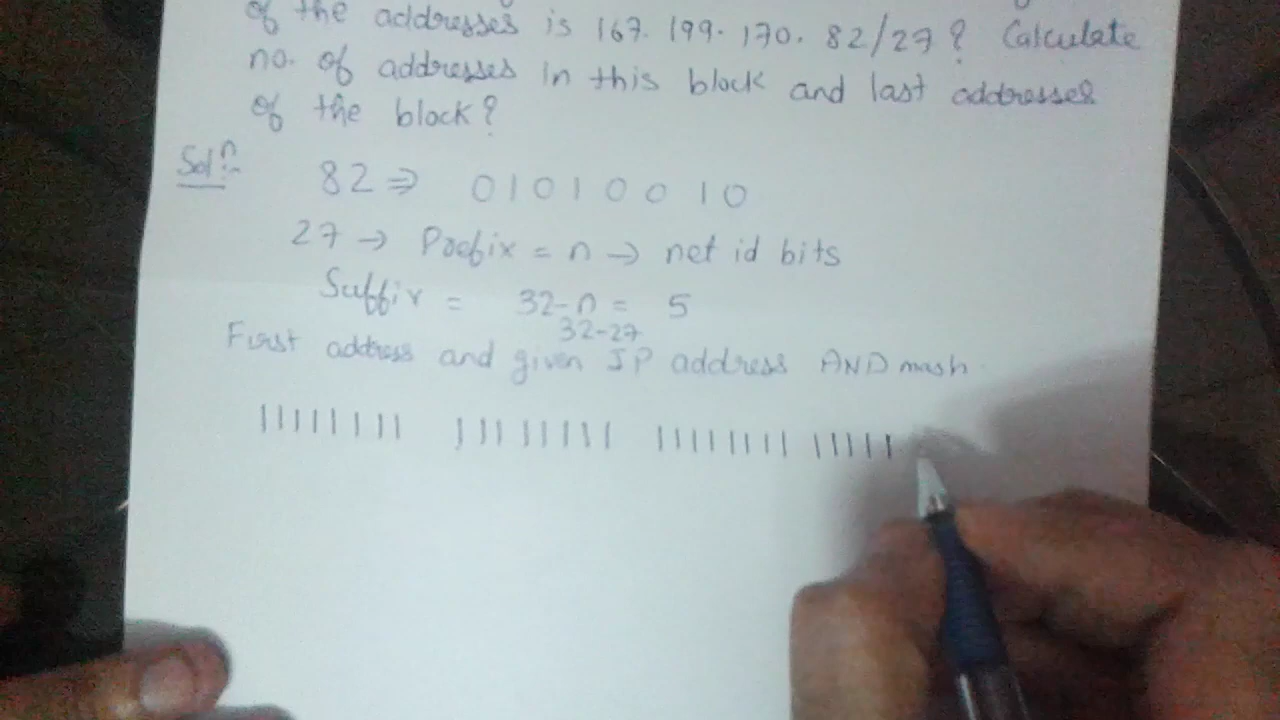 of the addresses is 167.199.170.82/27? Calculate
no. of addresses in this block and last addresses
of the block?
Solⁿ:-
82 ⇒ 01010010
27 → Prefix = n → net id bits
Suffix = 32-n = 5
32-27
First address and given IP address AND mask
11111111 11111111 11111111 11111